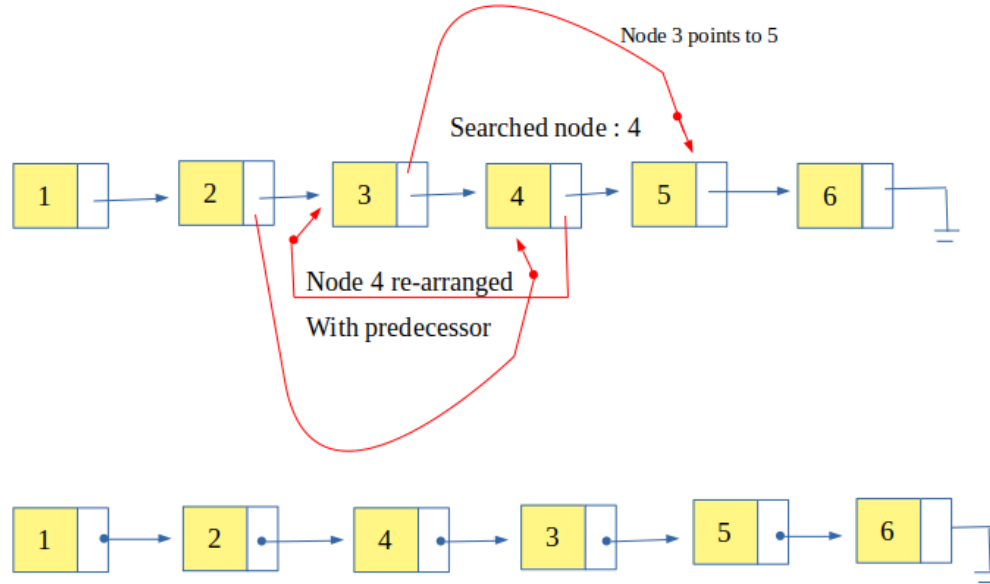 Node 3 points to 5
Searched node : 4
1 2 3 4 5 6
Node 4 re-arranged
With predecessor
1 2 4 3 5 6